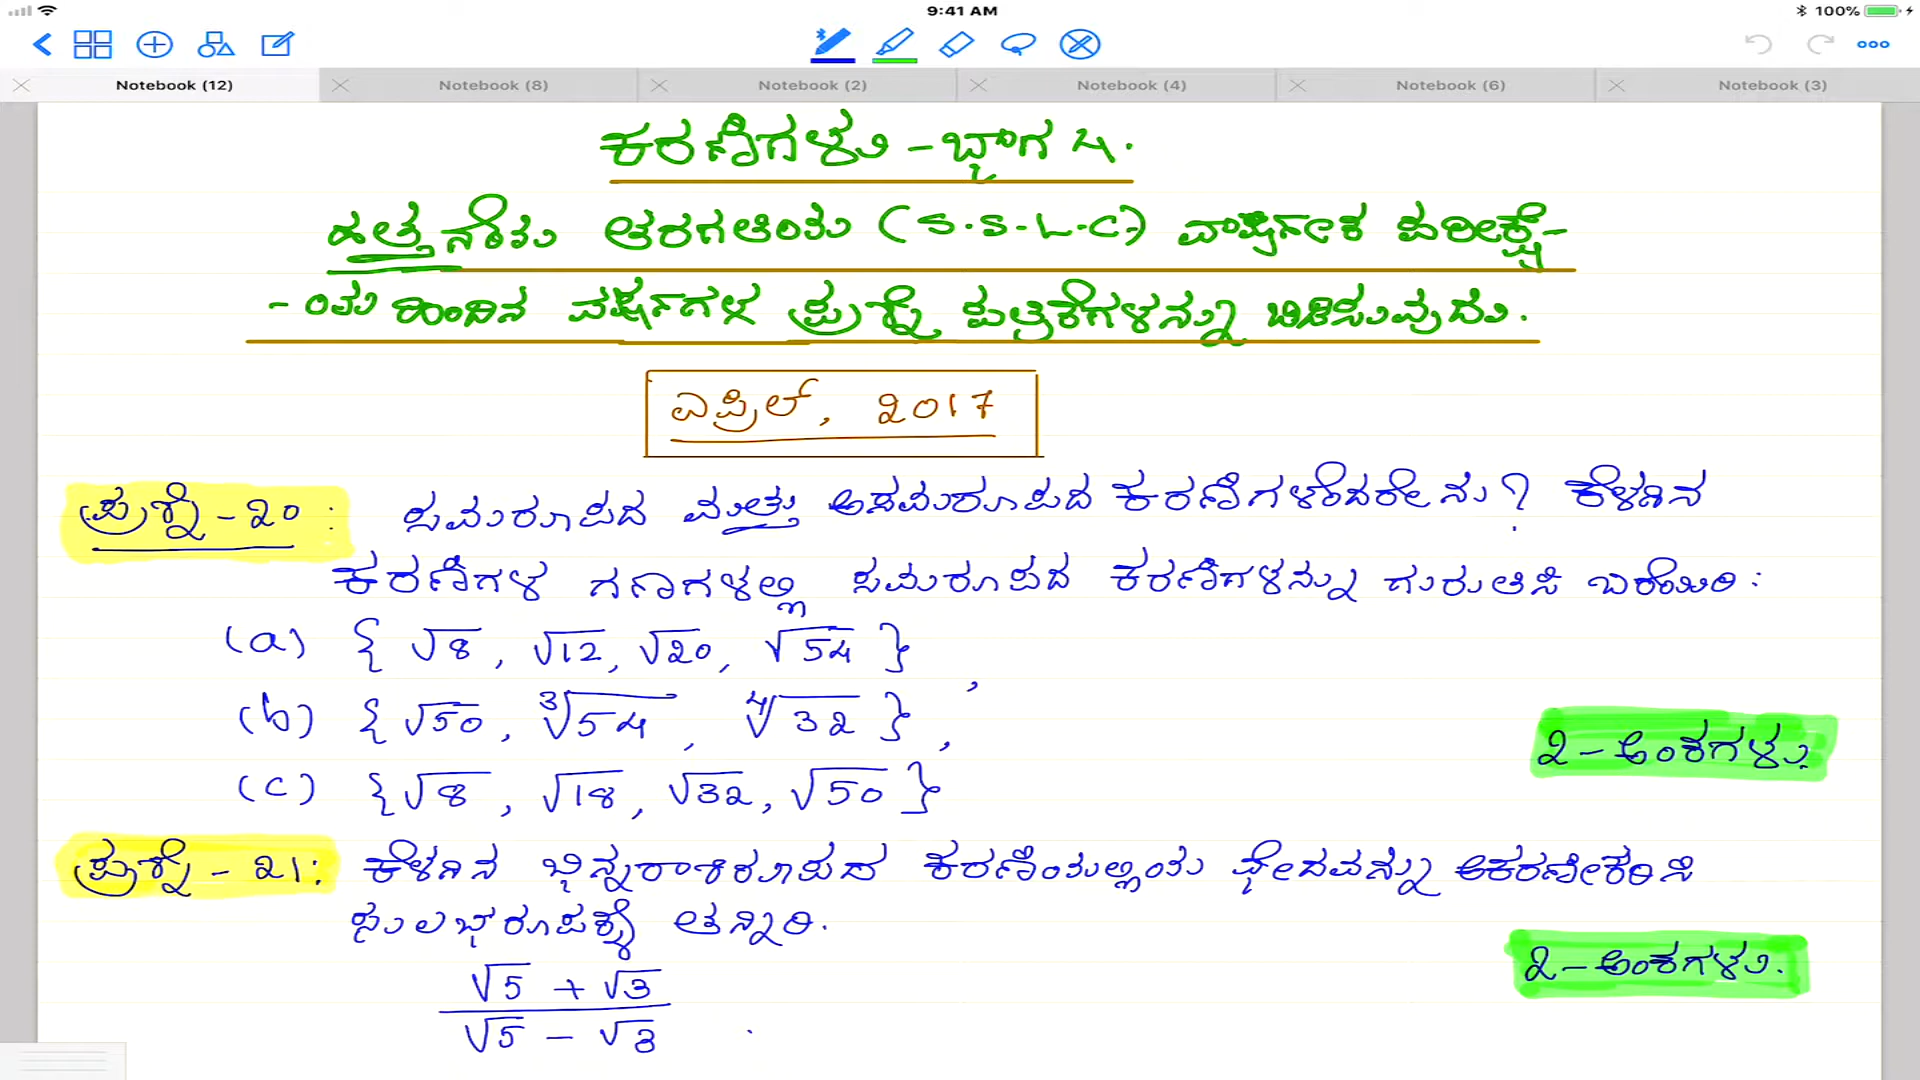 9:41 AM
100%
Notebook (12) Notebook (8) Notebook (2) Notebook (4) Notebook (6) Notebook (3)
ಕರಣಿಗಳು - ಭಾಗ ೫.
ಹತ್ತನೆಯ ತರಗತಿಯ (S.S.L.C) ವಾರ್ಷಿಕ ಪರೀಕ್ಷೆ-
- ಯ ಹಿಂದಿನ ವರ್ಷಗಳ ಪ್ರಶ್ನೆ ಪತ್ರಿಕೆಗಳನ್ನು ಬಿಡಿಸುವುದು.
ಏಪ್ರಿಲ್, 2017
ಪ್ರಶ್ನೆ - 20 : ಸಮರೂಪದ ಮತ್ತು ಅಸಮರೂಪದ ಕರಣಿಗಳೆಂದರೇನು? ಕೆಳಗಿನ
ಕರಣಿಗಳ ಗಣಗಳಲ್ಲಿ ಸಮರೂಪದ ಕರಣಿಗಳನ್ನು ಗುರುತಿಸಿ ಬರೆಯಿರಿ :
(a) { √8, √12, √20, √54 },
(b) { √50, ∛54, ∜32 },
2 - ಅಂಕಗಳು.
(c) { √8, √18, √32, √50 }
ಪ್ರಶ್ನೆ - 21: ಕೆಳಗಿನ ಭಿನ್ನರಾಶಿರೂಪದ ಕರಣಿಯಲ್ಲಿಯ ಛೇದವನ್ನು ಅಕರಣೀಕರಿಸಿ
ಸುಲಭರೂಪಕ್ಕೆ ತನ್ನಿರಿ.
2 - ಅಂಕಗಳು.
√5 + √3
√5 - √3